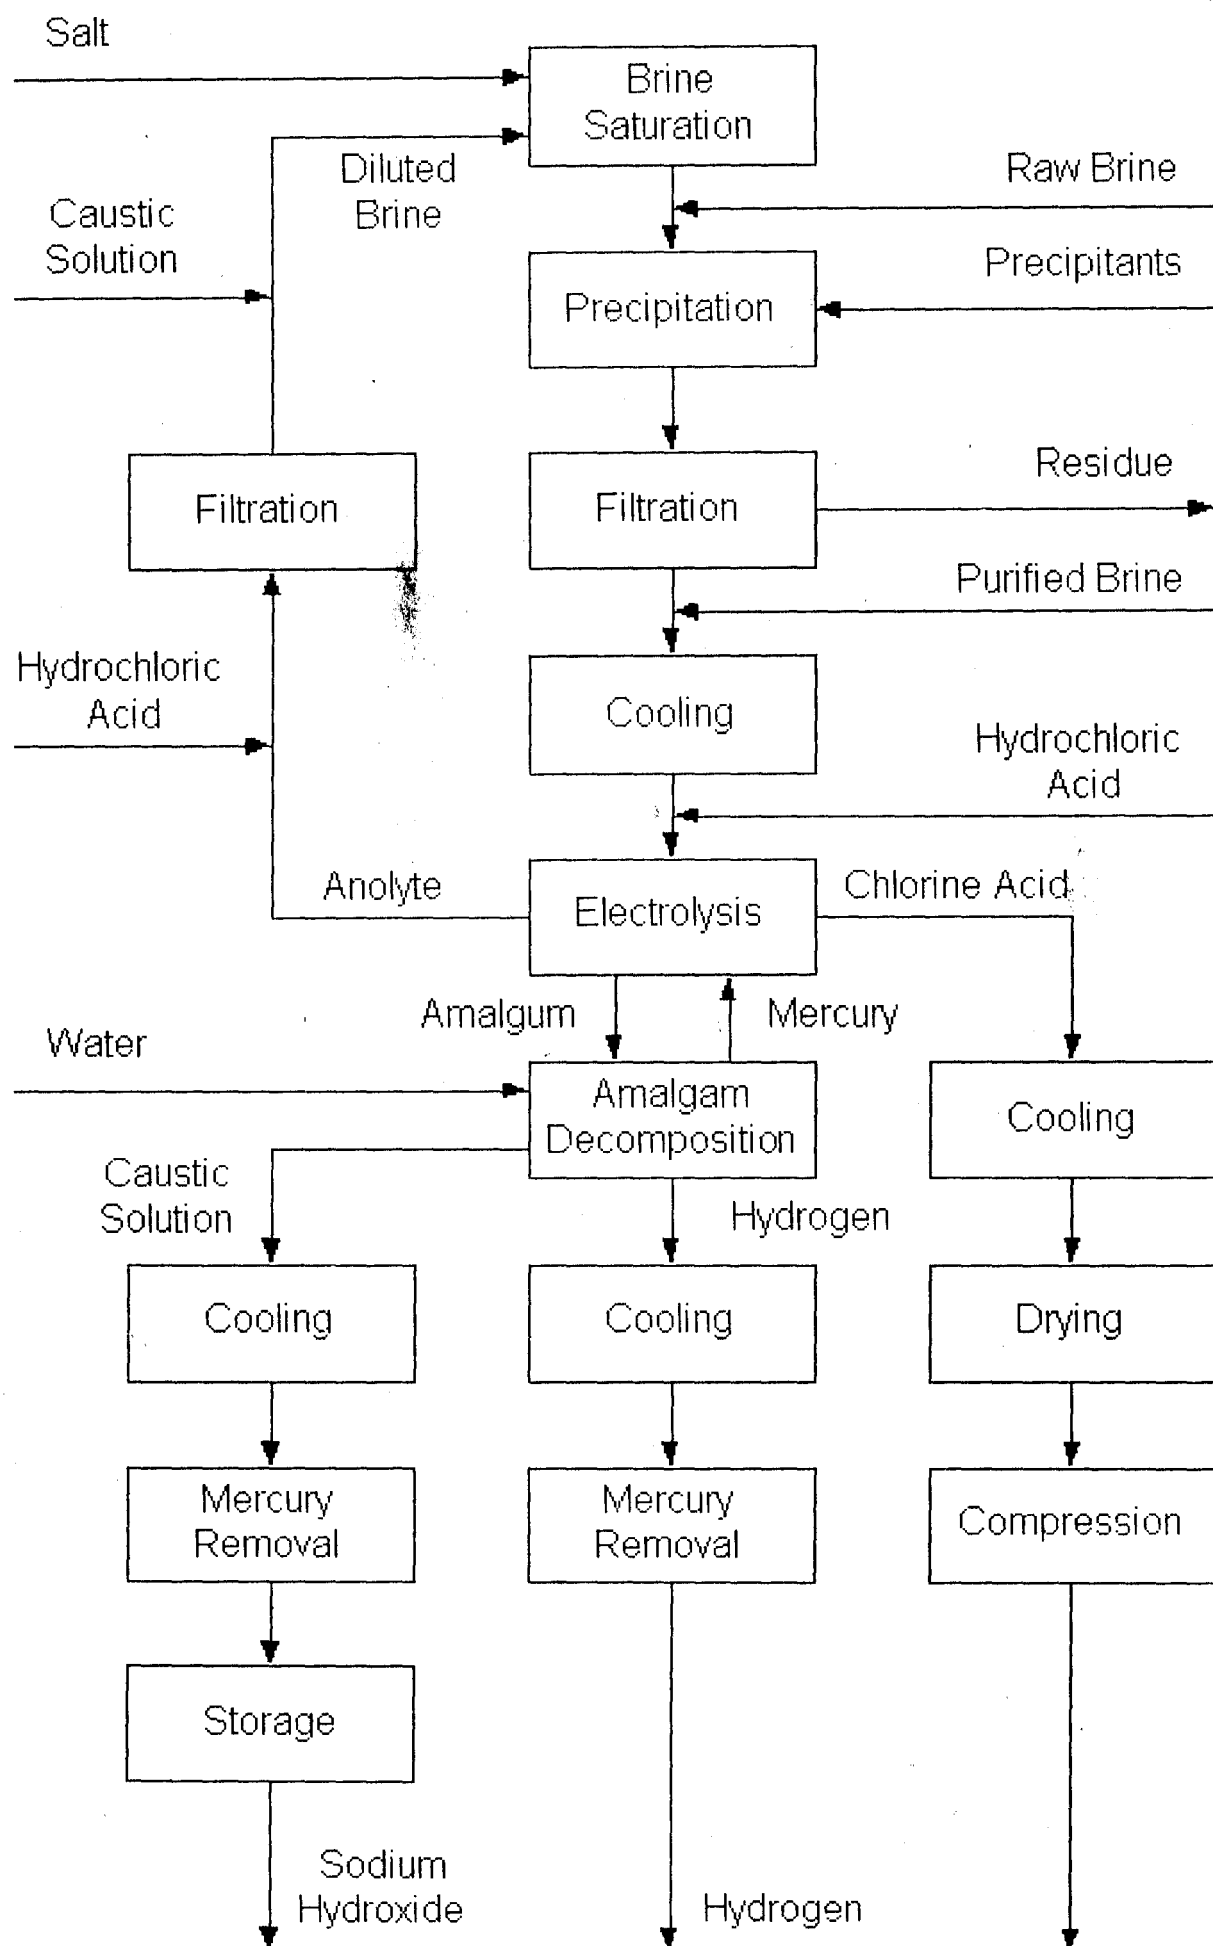 Salt
Brine
Saturation
Diluted
Brine
Raw Brine
Caustic
Solution
Precipitants
Precipitation
Filtration
Filtration
Residue
Purified Brine
Hydrochloric
Acid
Cooling
Hydrochloric
Acid
Anolyte
Electrolysis
Chlorine Acid
Amalgum
Mercury
Water
Amalgam
Decomposition
Cooling
Caustic
Solution
Hydrogen
Cooling
Cooling
Drying
Mercury
Removal
Mercury
Removal
Compression
Storage
Sodium
Hydroxide
Hydrogen